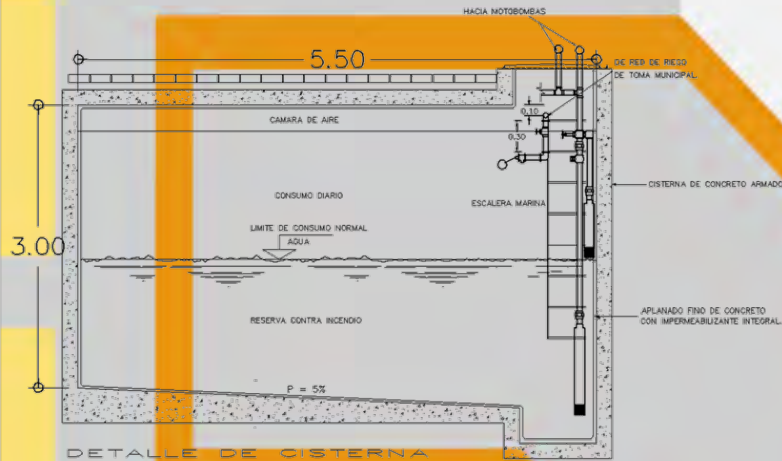 HACIA MOTOBOMBAS
5.50
DE RED DE RIEGO
DE TOMA MUNICIPAL.
CAMARA DE AIRE
0.10
0.30
CONSUMO DIARIO
ESCALERA MARINA
CISTERNA DE CONCRETO ARMADO
LIMITE DE CONSUMO NORMAL
AGUA
3.00
RESERVA CONTRA INCENDIO
APLANADO FINO DE CONCRETO
CON IMPERMEABILIZANTE INTEGRAL.
P = 5%
DETALLE DE CISTERNA